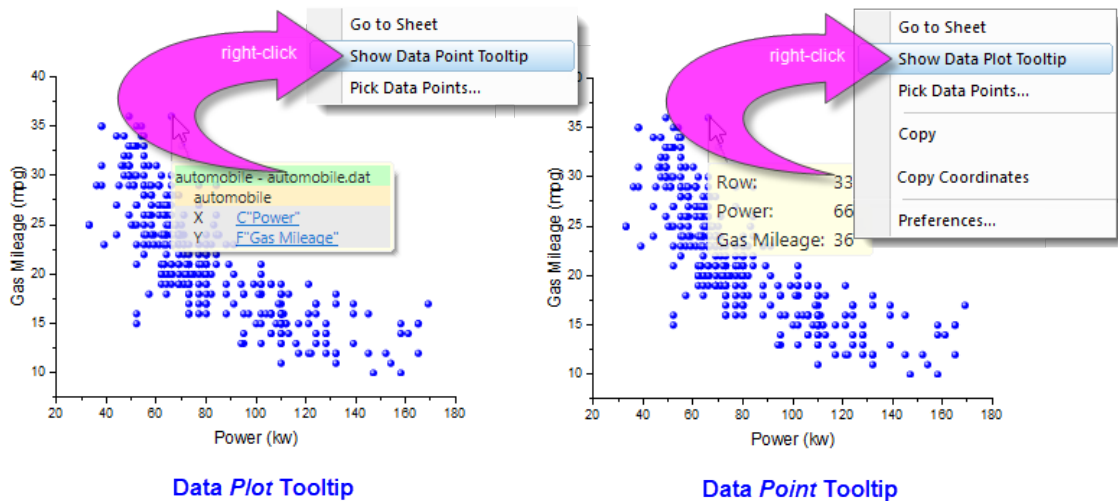 Go to Sheet
Show Data Point Tooltip
Pick Data Points...
right-click
40
35
30
25
20
15
10
Gas Mileage (mpg)
automobile - automobile.dat
automobile
X C"Power"
Y F"Gas Mileage"
20 40 60 80 100 120 140 160 180
Power (kw)
Data Plot Tooltip
Go to Sheet
Show Data Plot Tooltip
Pick Data Points...
Copy
Copy Coordinates
Preferences...
right-click
40
35
30
25
20
15
10
Gas Mileage (mpg)
Row: 33
Power: 66
Gas Mileage: 36
20 40 60 80 100 120 140 160 180
Power (kw)
Data Point Tooltip